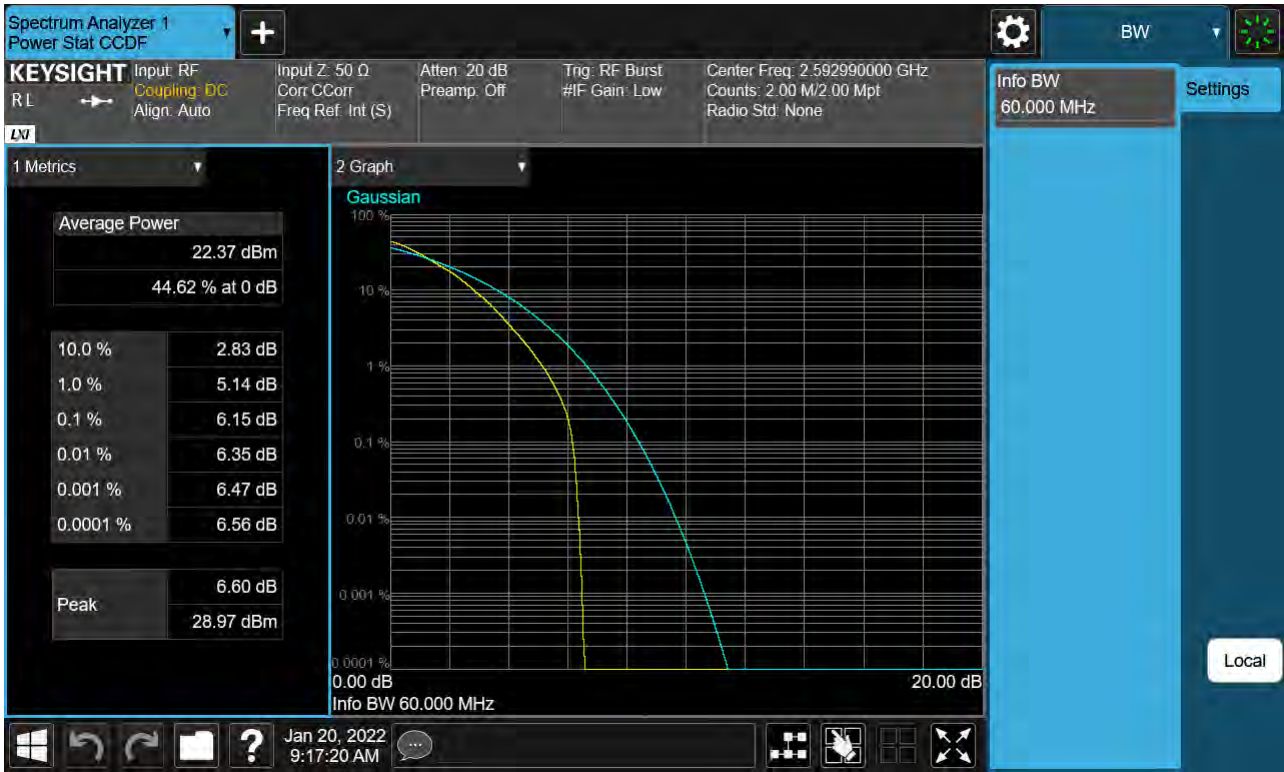 Spectrum Analyzer 1
Power Stat CCDF
BW
KEYSIGHT
R L
LXI
Input: RF
Coupling: DC
Align: Auto
Input Z: 50 Ω
Corr CCorr
Freq Ref: Int (S)
Atten: 20 dB
Preamp: Off
Trig: RF Burst
#IF Gain: Low
Center Freq: 2.592990000 GHz
Counts: 2.00 M/2.00 Mpt
Radio Std: None
Info BW
60.000 MHz
Settings
1 Metrics
Average Power
22.37 dBm
44.62 % at 0 dB
10.0 % 2.83 dB
1.0 % 5.14 dB
0.1 % 6.15 dB
0.01 % 6.35 dB
0.001 % 6.47 dB
0.0001 % 6.56 dB
Peak
6.60 dB
28.97 dBm
2 Graph
Gaussian
100 %
10 %
1 %
0.1 %
0.01 %
0.001 %
0.0001 %
0.00 dB 20.00 dB
Info BW 60.000 MHz
Local
?
Jan 20, 2022
9:17:20 AM